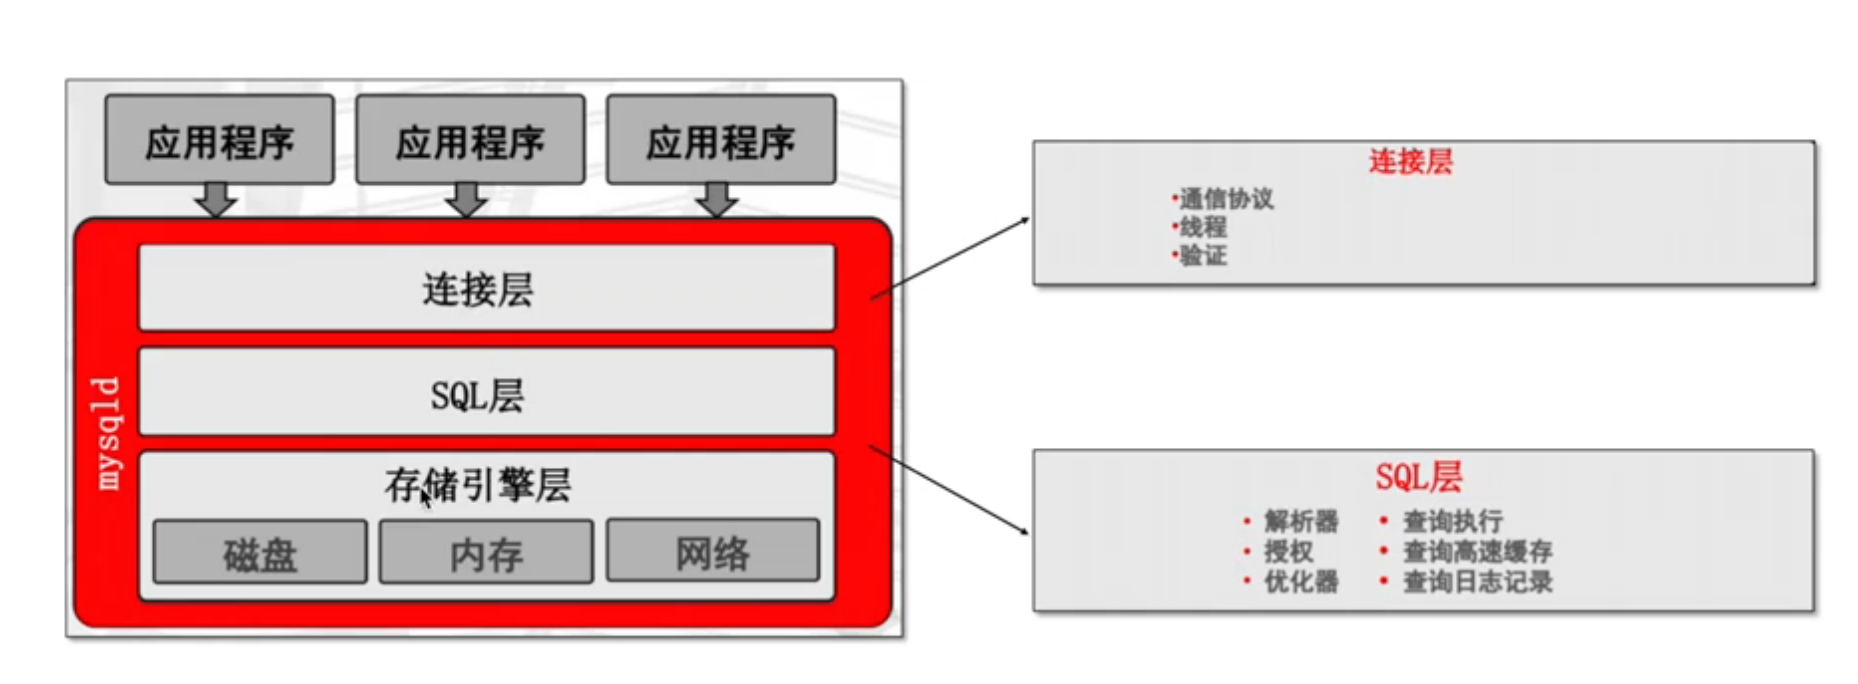 应用程序 应用程序 应用程序
mysqld
连接层
SQL层
存储引擎层
磁盘 内存 网络
连接层
•通信协议
•线程
•验证
SQL层
• 解析器 • 查询执行
• 授权 • 查询高速缓存
• 优化器 • 查询日志记录